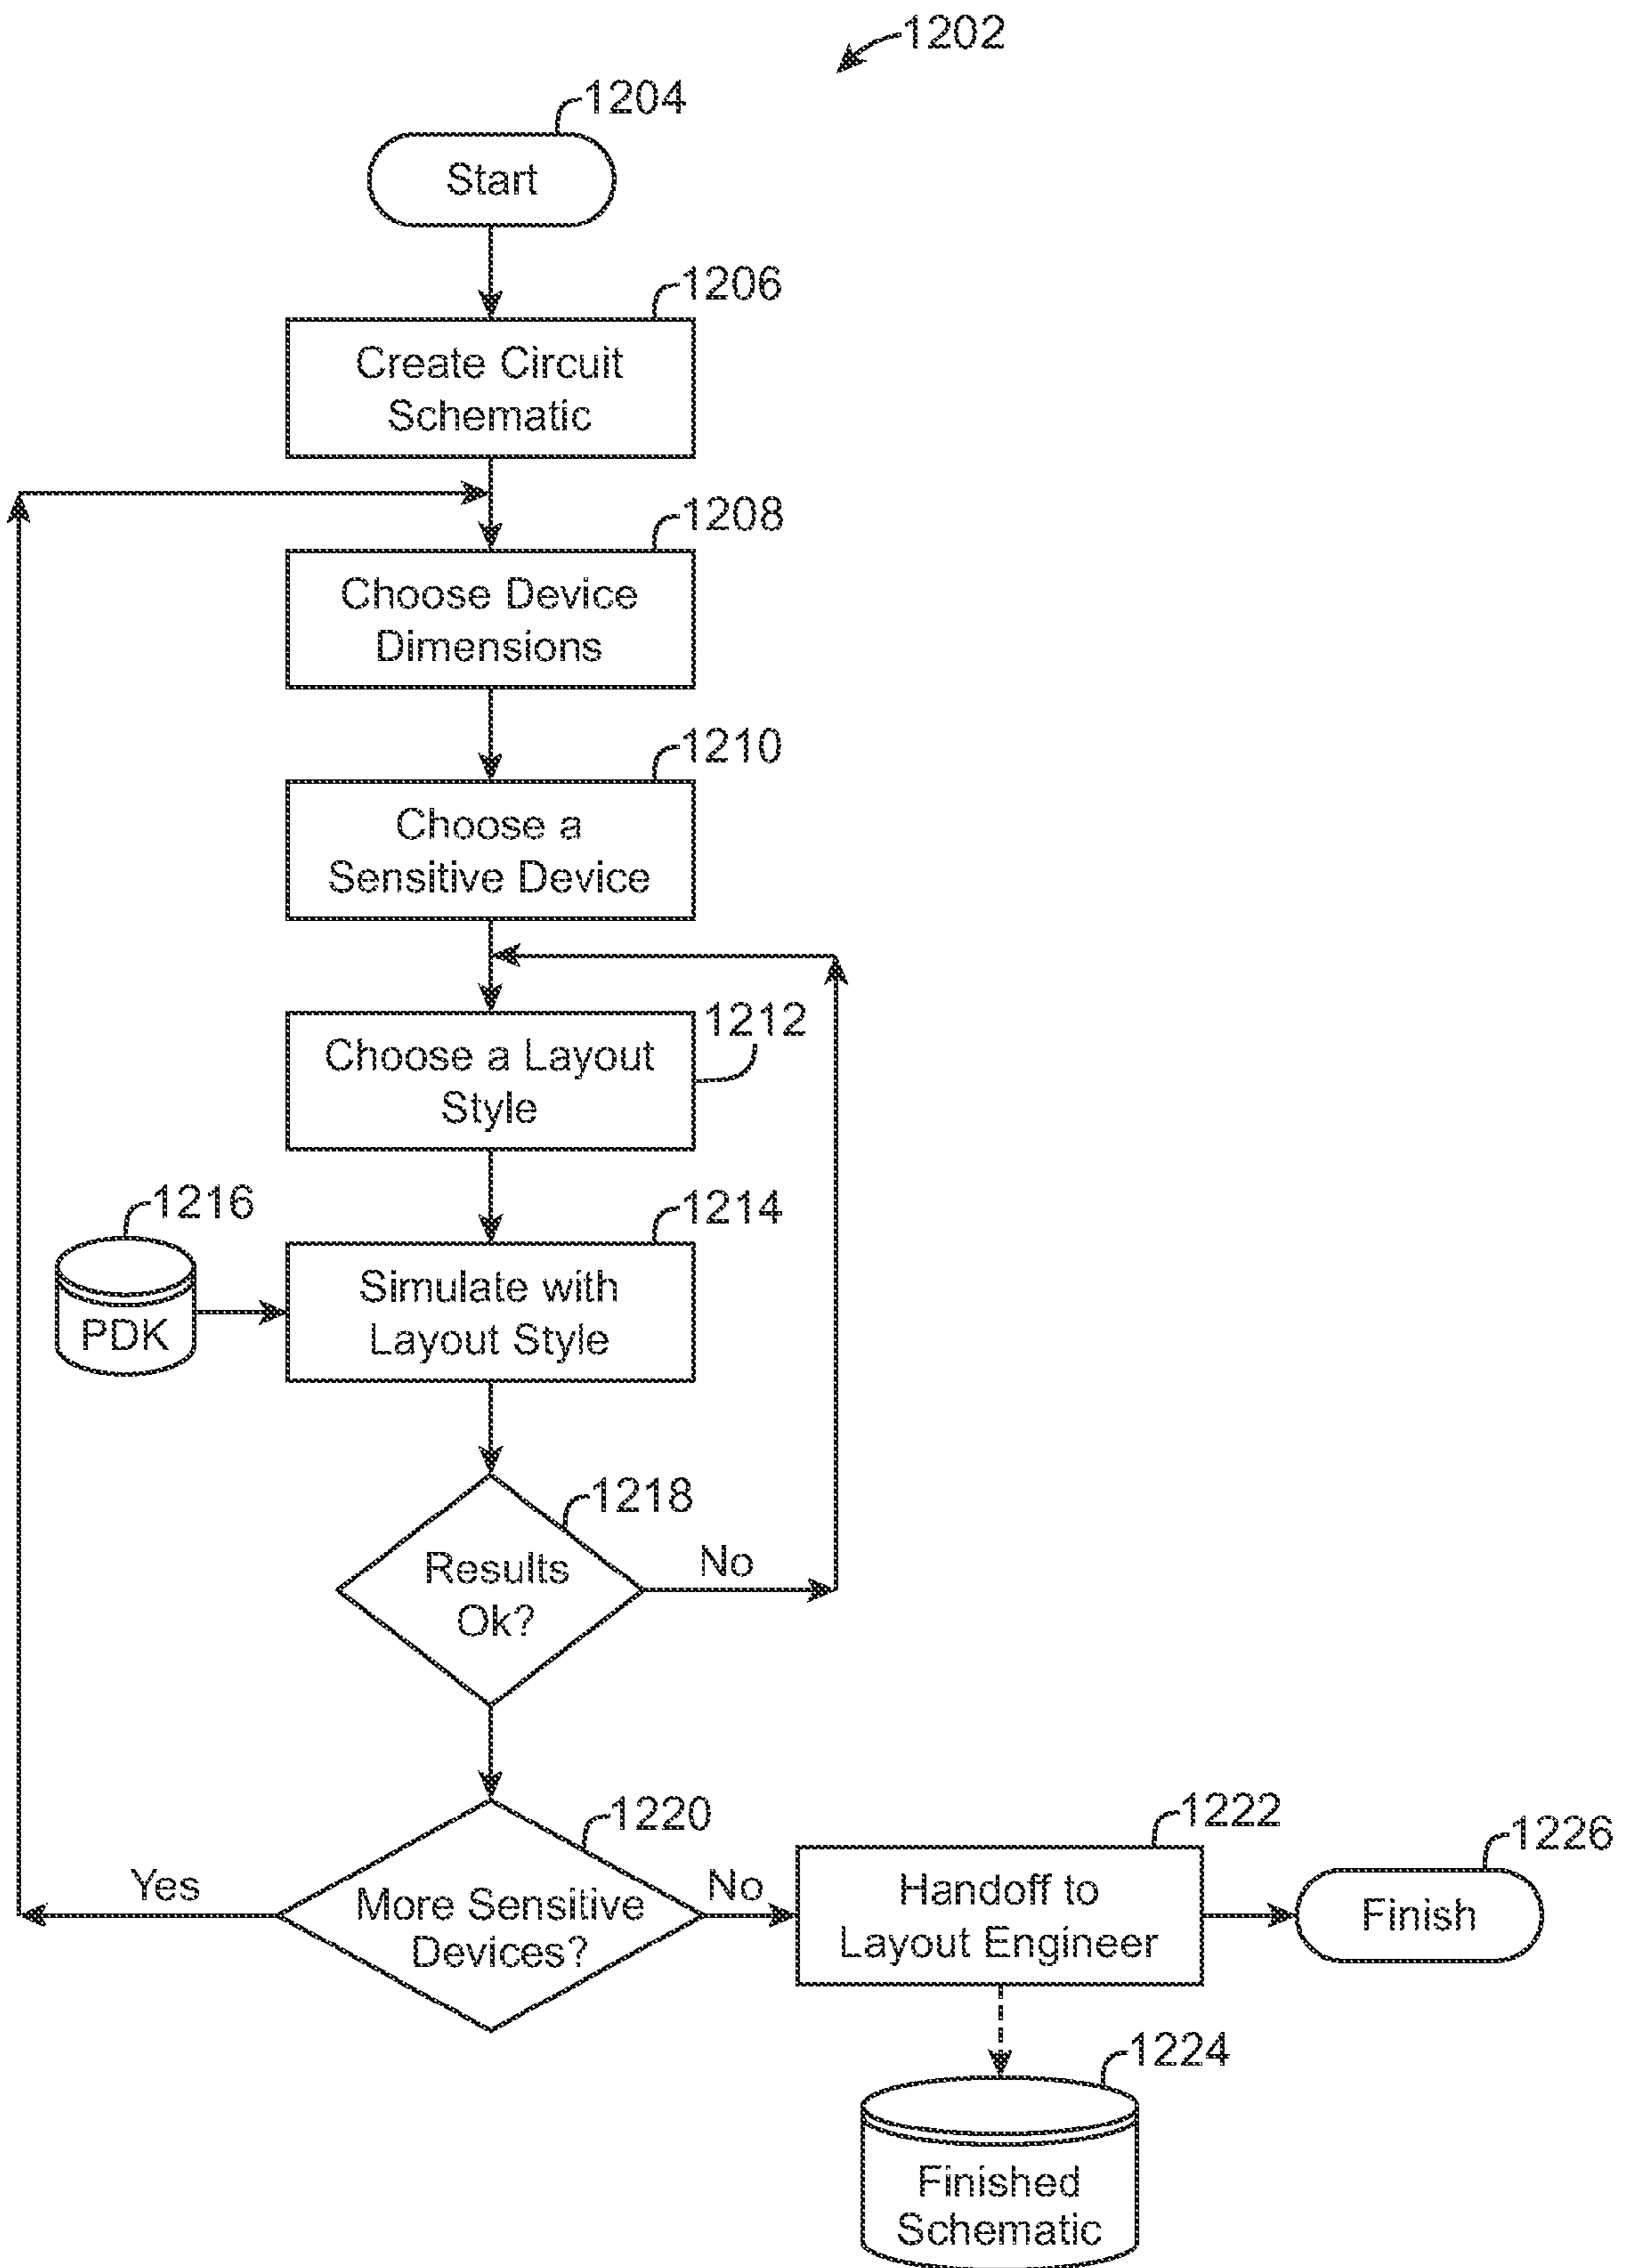 1202
1204
Start
1206
Create Circuit
Schematic
1208
Choose Device
Dimensions
1210
Choose a
Sensitive Device
1212
Choose a Layout
Style
1216
1214
PDK
Simulate with
Layout Style
1218
Results
Ok?
No
1220
Yes
More Sensitive
Devices?
No
1222
Handoff to
Layout Engineer
1226
Finish
1224
Finished
Schematic